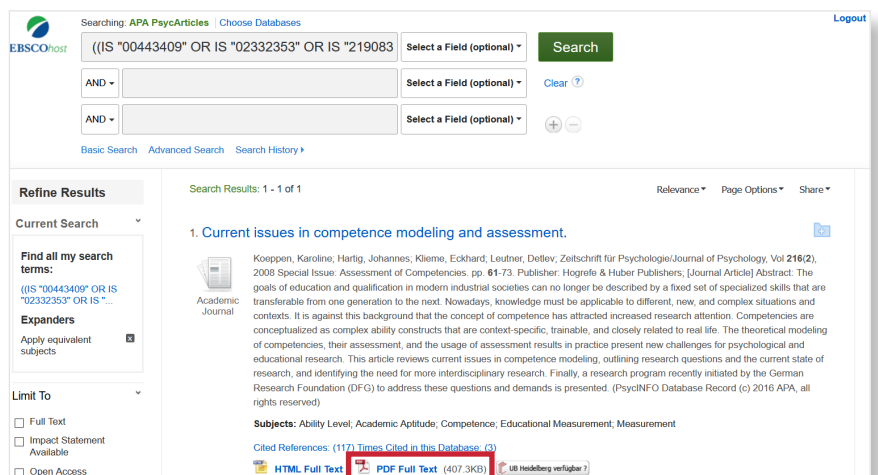 Logout
Searching: APA PsycArticles Choose Databases
EBSCOhost
((IS "00443409" OR IS "02332353" OR IS "219083
Select a Field (optional)
Search
AND
Select a Field (optional)
Clear ?
AND
Select a Field (optional)
Basic Search Advanced Search Search History
Refine Results
Current Search
Find all my search
terms:
((IS "00443409" OR IS
"02332353" OR IS "...
Expanders
Apply equivalent
subjects
x
Limit To
Full Text
Impact Statement
Available
Open Access
Search Results: 1 - 1 of 1
Relevance Page Options Share
1. Current issues in competence modeling and assessment.
Academic
Journal
Koeppen, Karoline; Hartig, Johannes; Klieme, Eckhard; Leutner, Detlev; Zeitschrift für Psychologie/Journal of Psychology, Vol 216(2),
2008 Special Issue: Assessment of Competencies. pp. 61-73. Publisher: Hogrefe & Huber Publishers; [Journal Article] Abstract: The
goals of education and qualification in modern industrial societies can no longer be described by a fixed set of specialized skills that are
transferable from one generation to the next. Nowadays, knowledge must be applicable to different, new, and complex situations and
contexts. It is against this background that the concept of competence has attracted increased research attention. Competencies are
conceptualized as complex ability constructs that are context-specific, trainable, and closely related to real life. The theoretical modeling
of competencies, their assessment, and the usage of assessment results in practice present new challenges for psychological and
educational research. This article reviews current issues in competence modeling, outlining research questions and the current state of
research, and identifying the need for more interdisciplinary research. Finally, a research program recently initiated by the German
Research Foundation (DFG) to address these questions and demands is presented. (PsycINFO Database Record (c) 2016 APA, all
rights reserved)
Subjects: Ability Level; Academic Aptitude; Competence; Educational Measurement; Measurement
Cited References: (117) Times Cited in this Database: (3)
HTML Full Text PDF Full Text (407.3KB) UB Heidelberg verfügbar ?